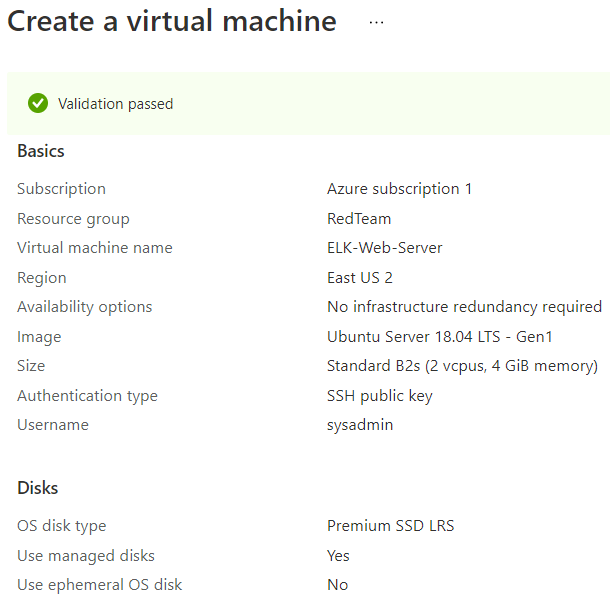 Create a virtual machine ...
Validation passed
Basics
Subscription Azure subscription 1
Resource group RedTeam
Virtual machine name ELK-Web-Server
Region East US 2
Availability options No infrastructure redundancy required
Image Ubuntu Server 18.04 LTS - Gen1
Size Standard B2s (2 vcpus, 4 GiB memory)
Authentication type SSH public key
Username sysadmin
Disks
OS disk type Premium SSD LRS
Use managed disks Yes
Use ephemeral OS disk No